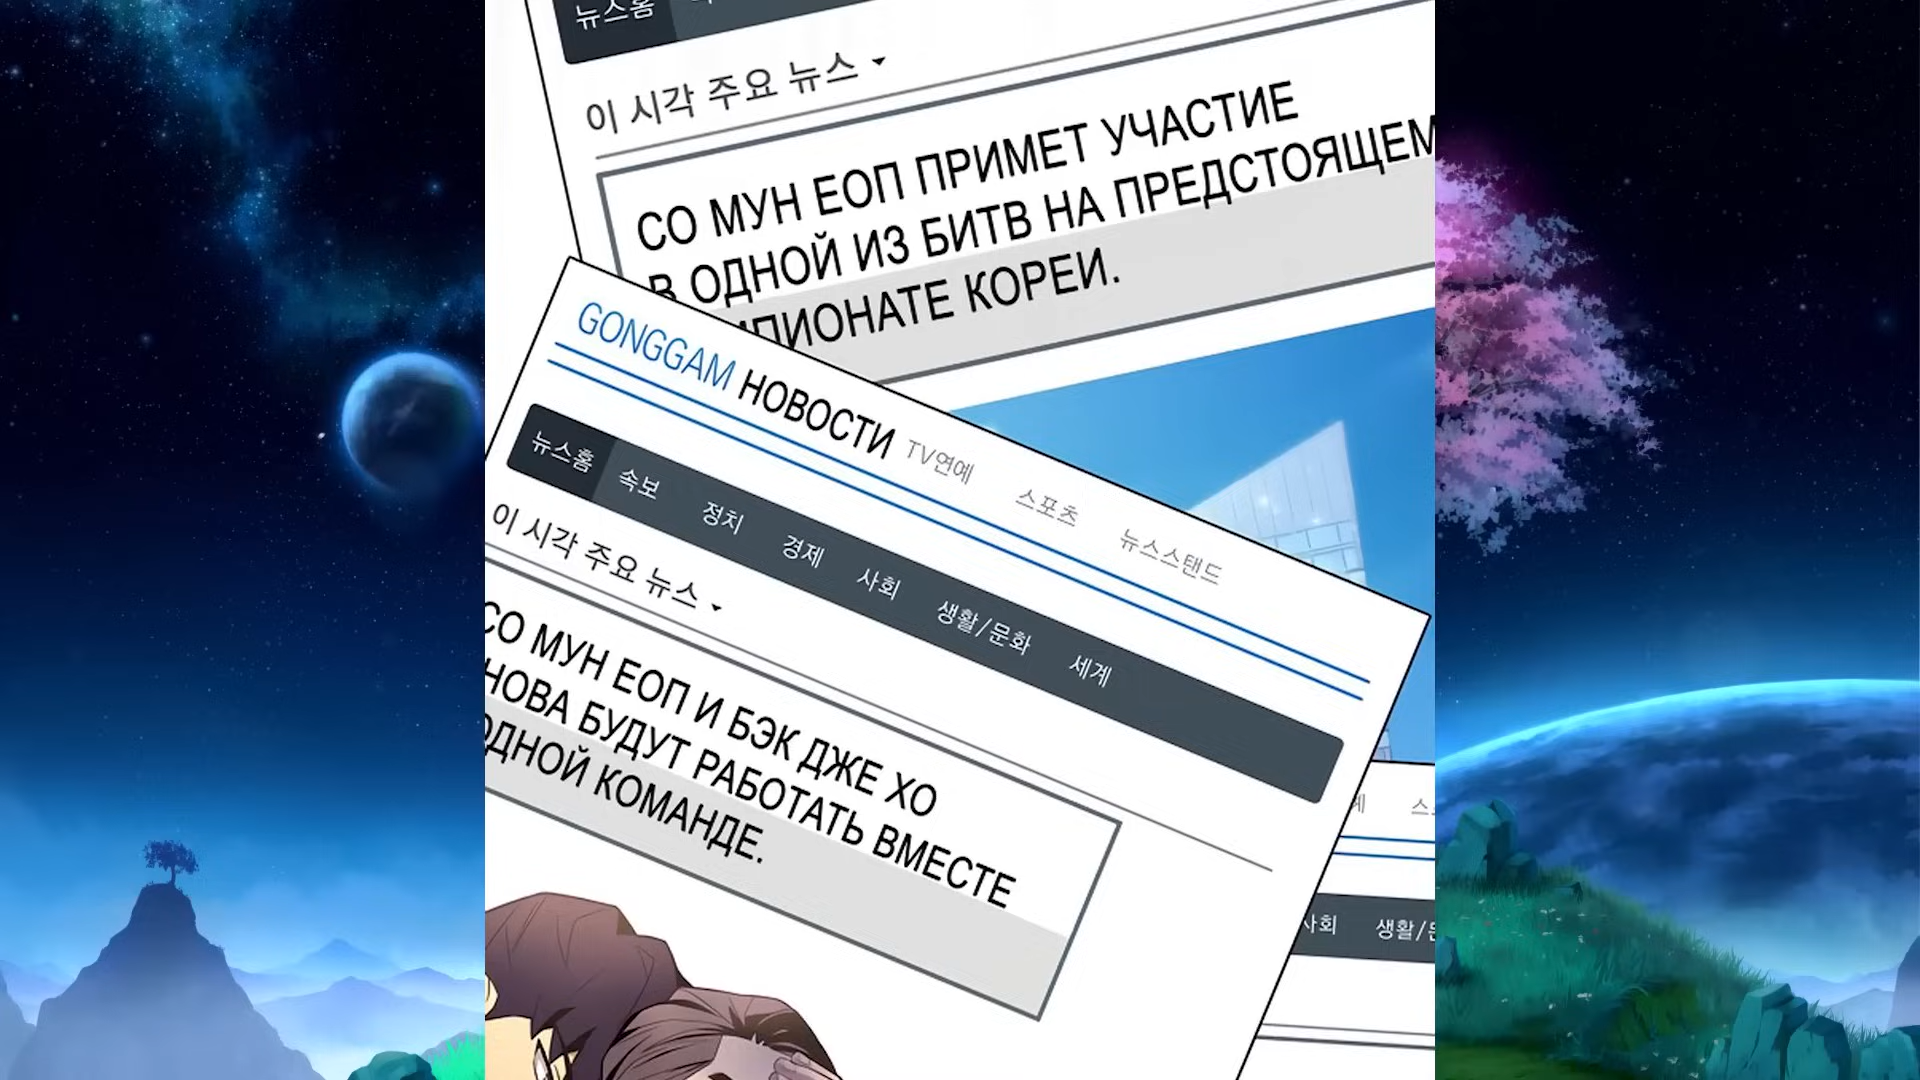 뉴스홈
이 시각 주요 뉴스
СО МУН ЕОП ПРИМЕТ УЧАСТИЕ
В ОДНОЙ ИЗ БИТВ НА ПРЕДСТОЯЩЕМ
ПИОНАТЕ КОРЕИ.
GONGGAM НОВОСТИ TV연예 스포츠 뉴스스탠드
뉴스홈 속보 정치 경제 사회 생활/문화 세계
이 시각 주요 뉴스
СО МУН ЕОП И БЭК ДЖЕ ХО
НОВА БУДУТ РАБОТАТЬ ВМЕСТЕ
ОДНОЙ КОМАНДЕ.
사회 생활/